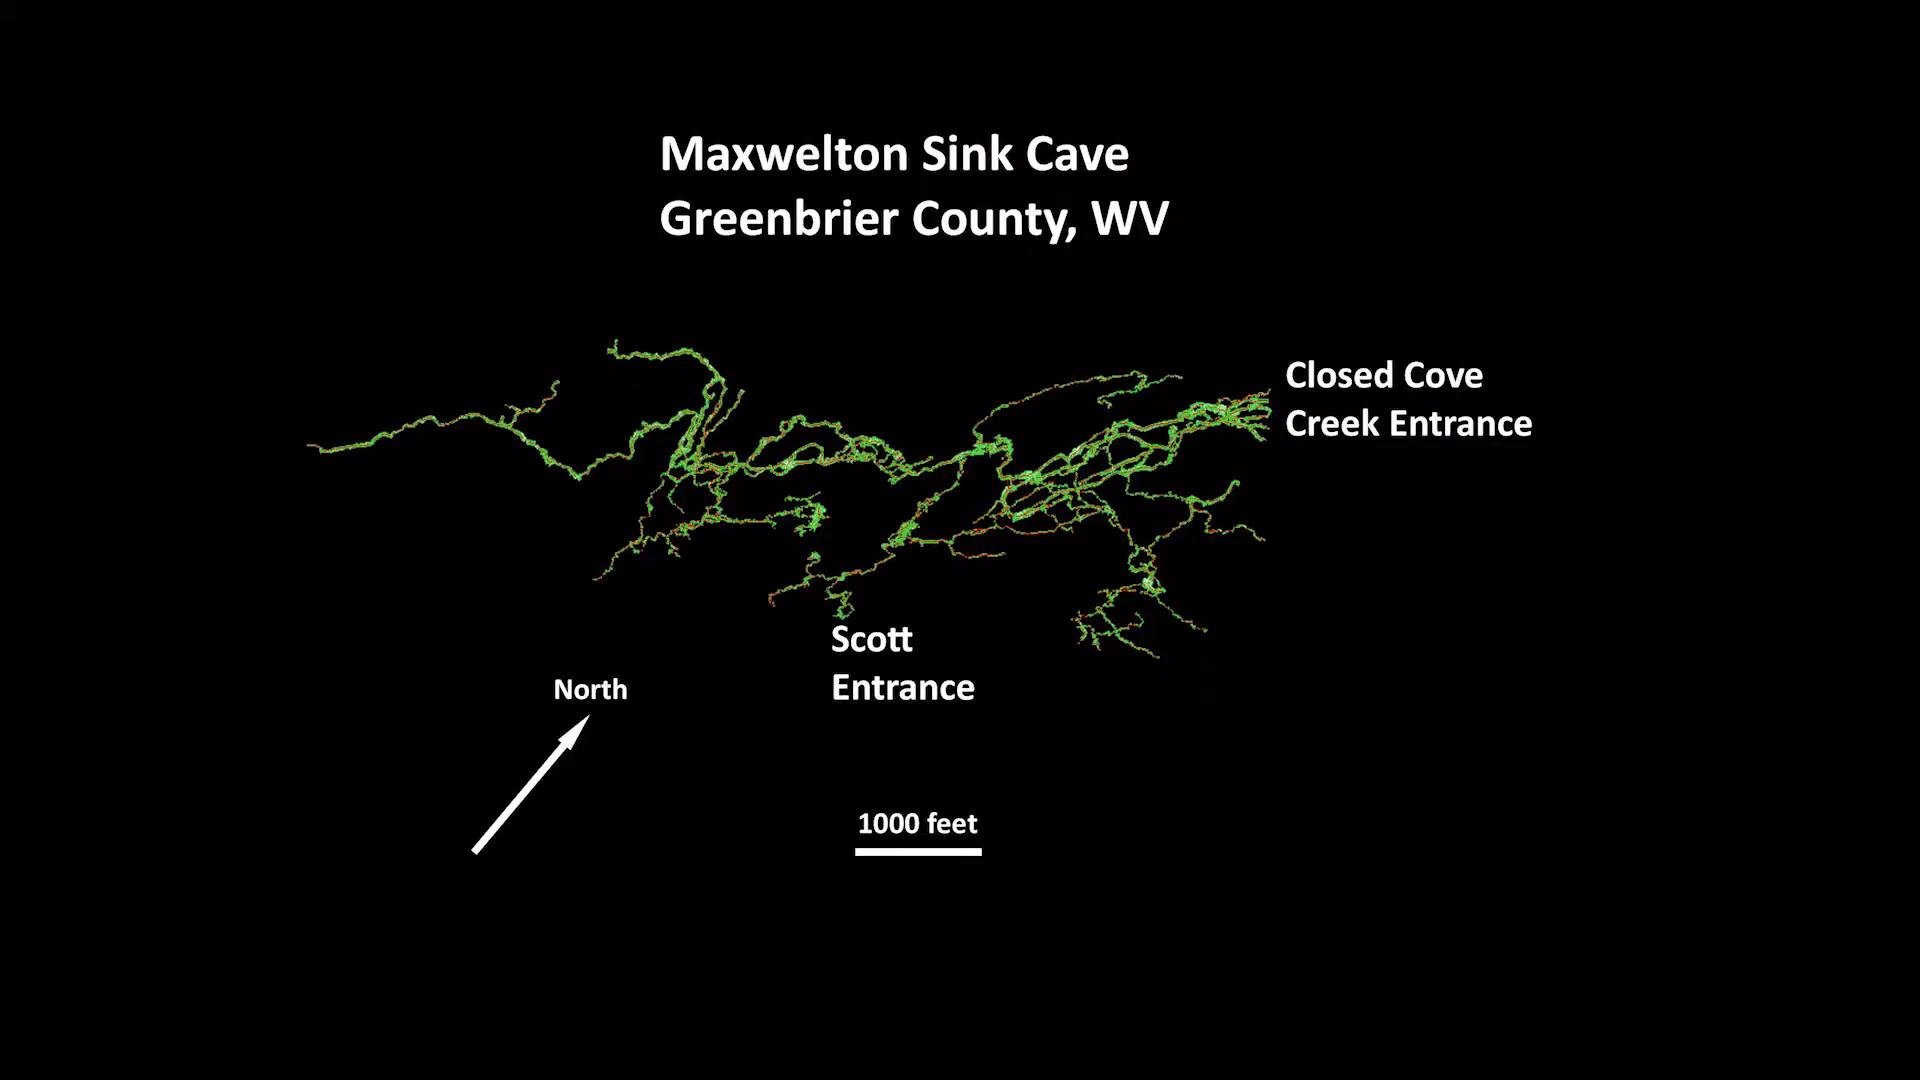 Maxwelton Sink Cave
Greenbrier County, WV
Closed Cove
Creek Entrance
Scott
Entrance
North
1000 feet